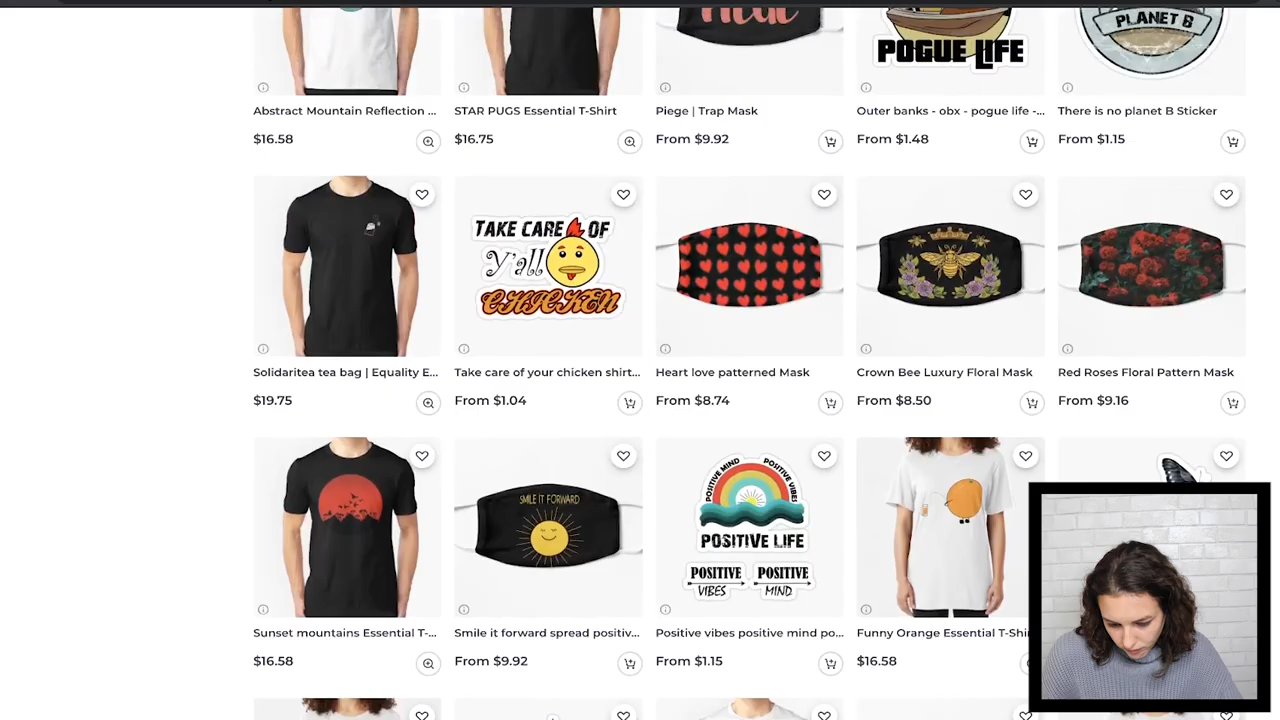 POGUE LIFE
PLANET B
Abstract Mountain Reflection ...
STAR PUGS Essential T-Shirt
Piege | Trap Mask
Outer banks - obx - pogue life -...
There is no planet B Sticker
$16.58
$16.75
From $9.92
From $1.48
From $1.15
TAKE CARE OF
Y'all
CHICKEN
Solidaritea tea bag | Equality E...
Take care of your chicken shirt...
Heart love patterned Mask
Crown Bee Luxury Floral Mask
Red Roses Floral Pattern Mask
$19.75
From $1.04
From $8.74
From $8.50
From $9.16
SMILE IT FORWARD
POSITIVE MIND
POSITIVE VIBES
POSITIVE LIFE
POSITIVE
VIBES
POSITIVE
MIND
Sunset mountains Essential T-...
Smile it forward spread positiv...
Positive vibes positive mind po...
Funny Orange Essential T-Shir
$16.58
From $9.92
From $1.15
$16.58